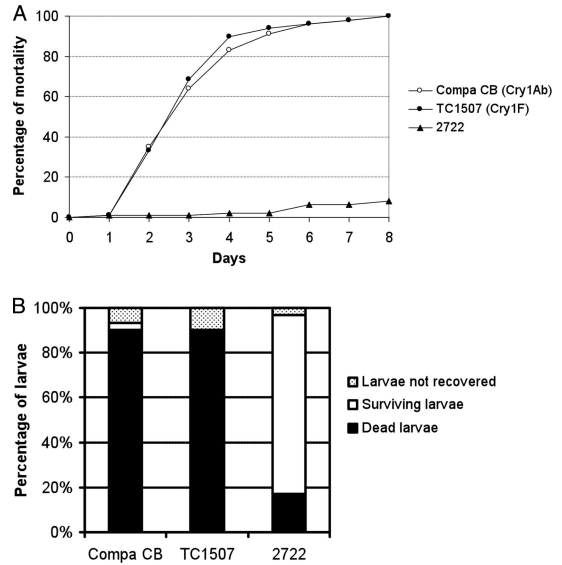 A
Percentage of mortality
100
80
60
40
20
0
0 1 2 3 4 5 6 7 8
Days
Compa CB (Cry1Ab)
TC1507 (Cry1F)
2722
B
Percentage of larvae
100%
80%
60%
40%
20%
0%
Compa CB TC1507 2722
Larvae not recovered
Surviving larvae
Dead larvae